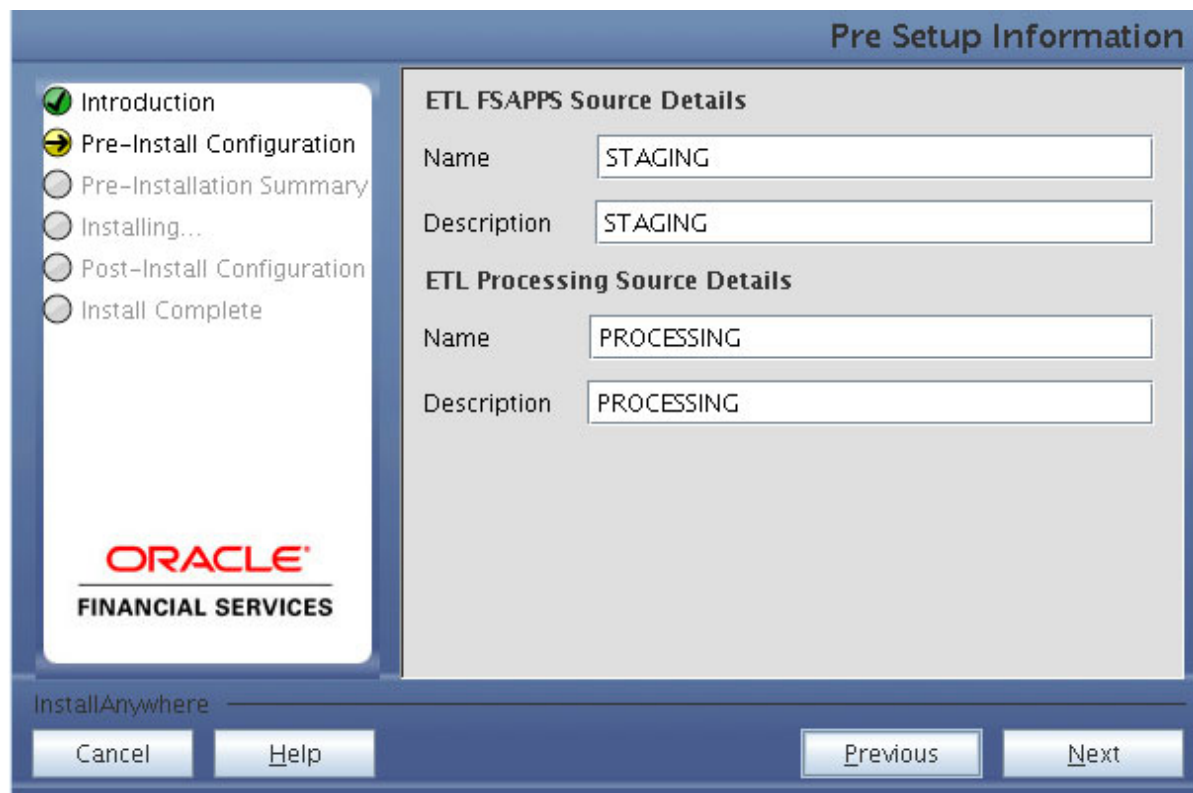 Pre Setup Information
Introduction
Pre-Install Configuration
Pre-Installation Summary
Installing...
Post-Install Configuration
Install Complete
ORACLE
FINANCIAL SERVICES
ETL FSAPPS Source Details
Name STAGING
Description STAGING
ETL Processing Source Details
Name PROCESSING
Description PROCESSING
InstallAnywhere
Cancel Help Previous Next